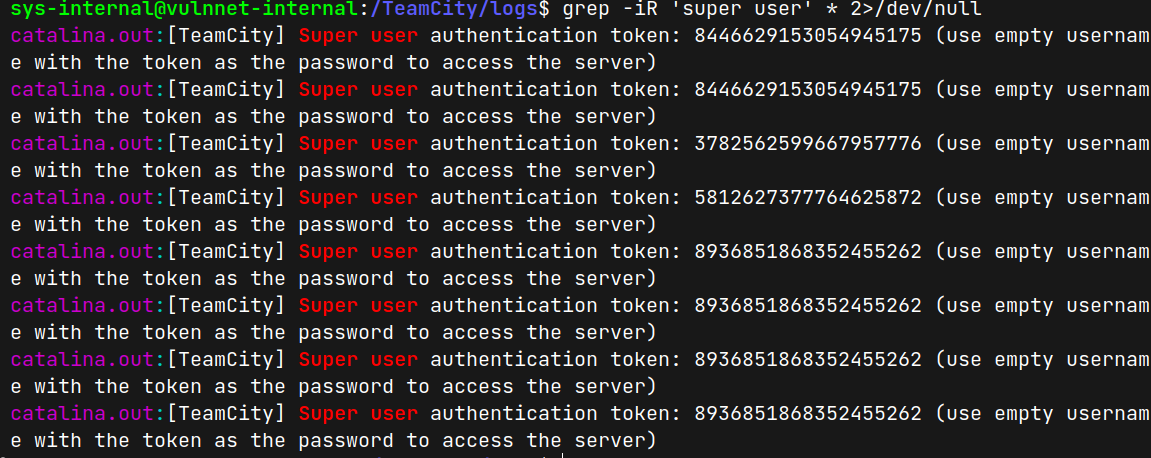 sys-internal@vulnnet-internal:/TeamCity/logs$ grep -iR 'super user' * 2>/dev/null
catalina.out:[TeamCity] Super user authentication token: 8446629153054945175 (use empty usernam
e with the token as the password to access the server)
catalina.out:[TeamCity] Super user authentication token: 8446629153054945175 (use empty usernam
e with the token as the password to access the server)
catalina.out:[TeamCity] Super user authentication token: 3782562599667957776 (use empty usernam
e with the token as the password to access the server)
catalina.out:[TeamCity] Super user authentication token: 5812627377764625872 (use empty usernam
e with the token as the password to access the server)
catalina.out:[TeamCity] Super user authentication token: 8936851868352455262 (use empty usernam
e with the token as the password to access the server)
catalina.out:[TeamCity] Super user authentication token: 8936851868352455262 (use empty usernam
e with the token as the password to access the server)
catalina.out:[TeamCity] Super user authentication token: 8936851868352455262 (use empty usernam
e with the token as the password to access the server)
catalina.out:[TeamCity] Super user authentication token: 8936851868352455262 (use empty usernam
e with the token as the password to access the server)